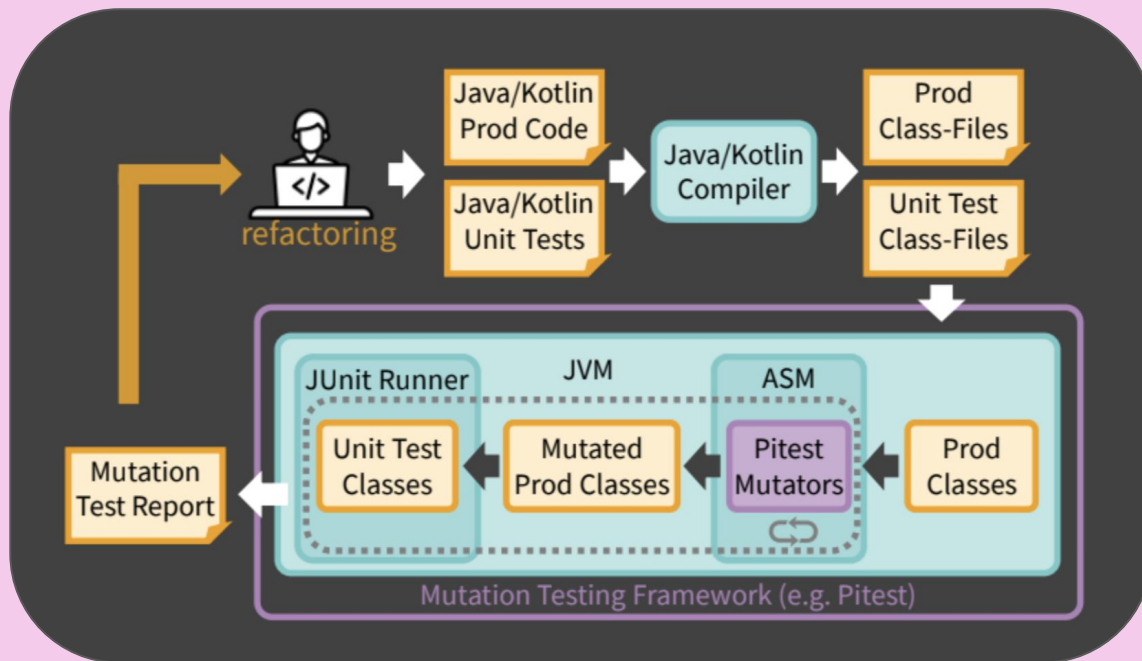 Java/Kotlin
Prod Code
Java/Kotlin
Unit Tests
</>
refactoring
Java/Kotlin
Compiler
Prod
Class-Files
Unit Test
Class-Files
JUnit Runner
JVM
ASM
Unit Test
Classes
Mutated
Prod Classes
Pitest
Mutators
Prod
Classes
Mutation
Test Report
Mutation Testing Framework (e.g. Pitest)